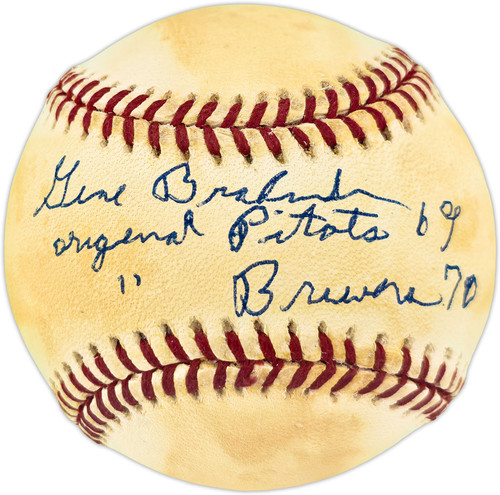 Gene Brabender
original Pilots 69
" Brewers 70